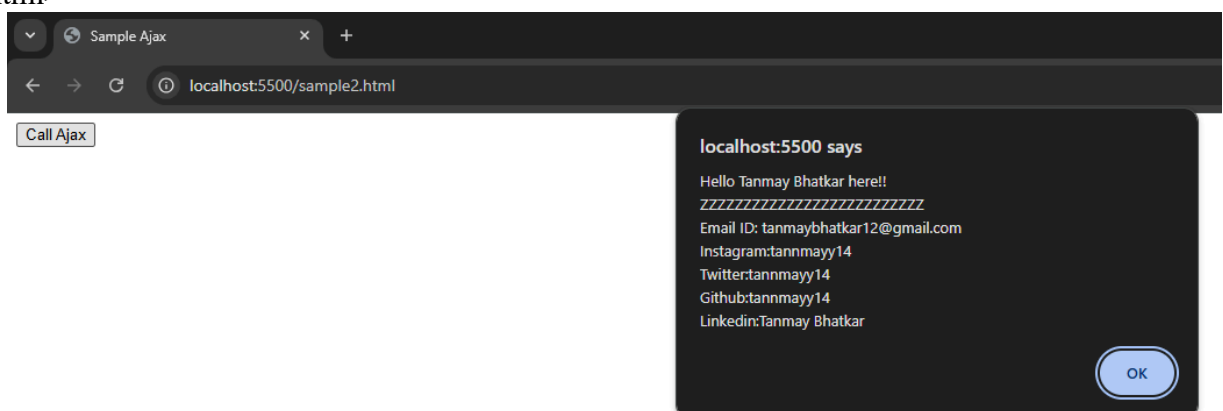 Sample Ajax
localhost:5500/sample2.html
Call Ajax
localhost:5500 says
Hello Tanmay Bhatkar here!!
ZZZZZZZZZZZZZZZZZZZZZZZZZZ
Email ID: tanmaybhatkar12@gmail.com
Instagram:tannmayy14
Twitter:tannmayy14
Github:tannmayy14
Linkedin:Tanmay Bhatkar
OK